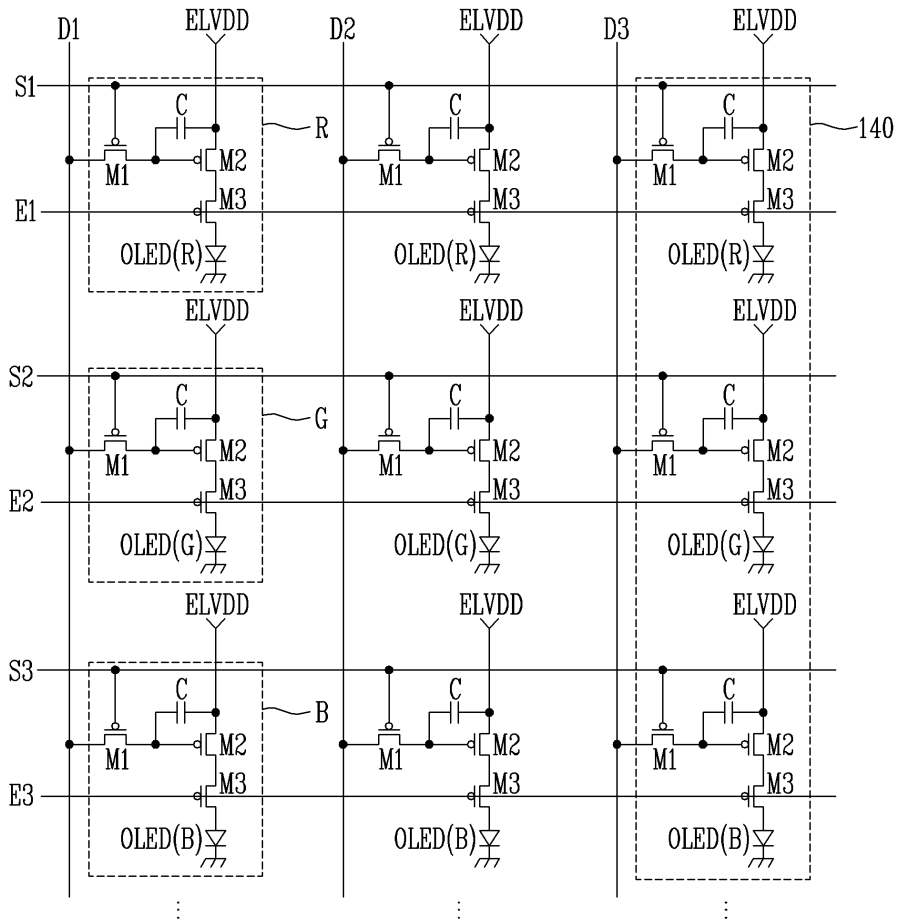 D1 ELVDD D2 ELVDD D3 ELVDD
S1
C R C C 140
M1 M2 M1 M2 M1 M2
E1 M3 M3 M3
OLED(R) OLED(R) OLED(R)
ELVDD ELVDD ELVDD
S2
C G C C
M1 M2 M1 M2 M1 M2
E2 M3 M3 M3
OLED(G) OLED(G) OLED(G)
ELVDD ELVDD ELVDD
S3
C B C C
M1 M2 M1 M2 M1 M2
E3 M3 M3 M3
OLED(B) OLED(B) OLED(B)